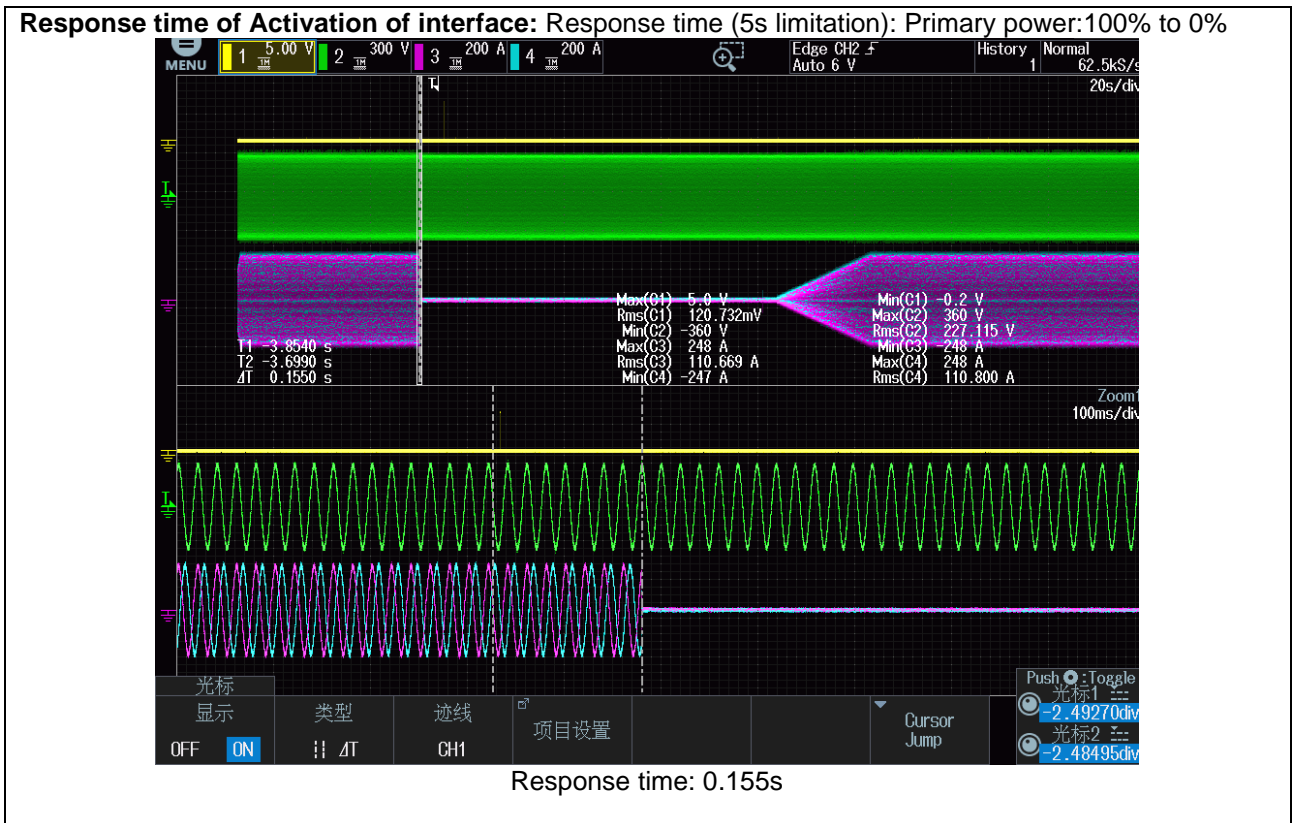 Response time of Activation of interface: Response time (5s limitation): Primary power:100% to 0%
MENU 1 1M 5.00 V 2 1M 300 V 3 1M 200 A 4 1M 200 A Edge CH2 History Normal
Auto 6 V 1 62.5kS/s
T 20s/div
T
Max(C1) 5.0 V Min(C1) -0.2 V
Rms(C1) 120.732mV Max(C2) 360 V
Min(C2) -360 V Rms(C2) 227.115 V
T1 -3.8540 s Max(C3) 248 A Min(C3) -248 A
T2 -3.6990 s Rms(C3) 110.669 A Max(C4) 248 A
ΔT 0.1550 s Min(C4) -247 A Rms(C4) 110.800 A
Zoom1
100ms/div
T
光标
Push :Toggle
显示 类型 迹线 项目设置 Cursor Jump
OFF ON ΔT CH1
光标1
-2.49270div
光标2
-2.48495div
Response time: 0.155s